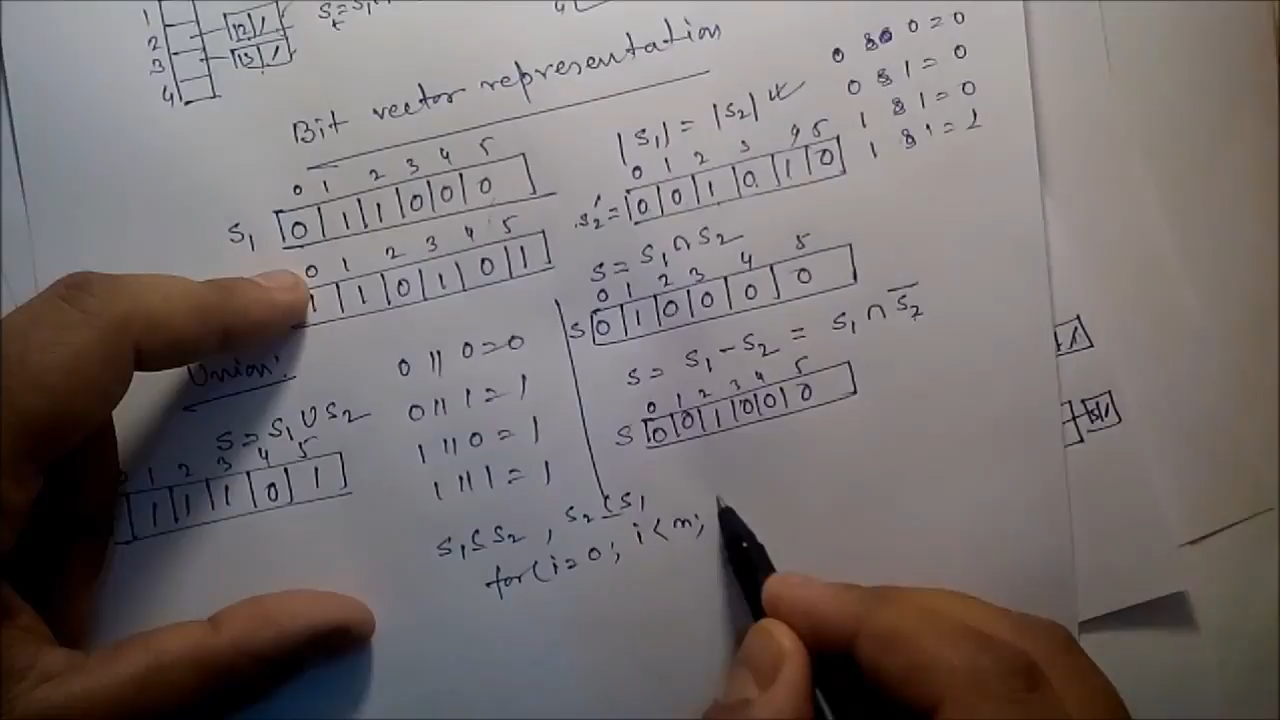 1
2 12 /
3 13 /
4
Bit vector representation
0 1 2 3 4 5
S1 0 1 1 0 0 0
0 1 2 3 4 5
1 1 0 1 0 1
Union:
S = S1 ∪ S2
1 2 3 4 5
1 1 1 0 1
0 || 0 = 0
0 || 1 = 1
1 || 0 = 1
1 || 1 = 1
|S1| = |S2|
0 & 0 = 0
0 & 1 = 0
1 & 1 = 0
1 & 1 = 1
0 1 2 3 4 5
S2' = 0 0 1 0 1 0
S = S1 ∩ S2
0 1 2 3 4 5
S 0 1 0 0 0 0
S = S1 - S2 = S1 ∩ S̅2
0 1 2 3 4 5
S 0 0 1 0 0 0
S1 ⊆ S2 , S2 ⊆ S1
for(i=0; i<n;